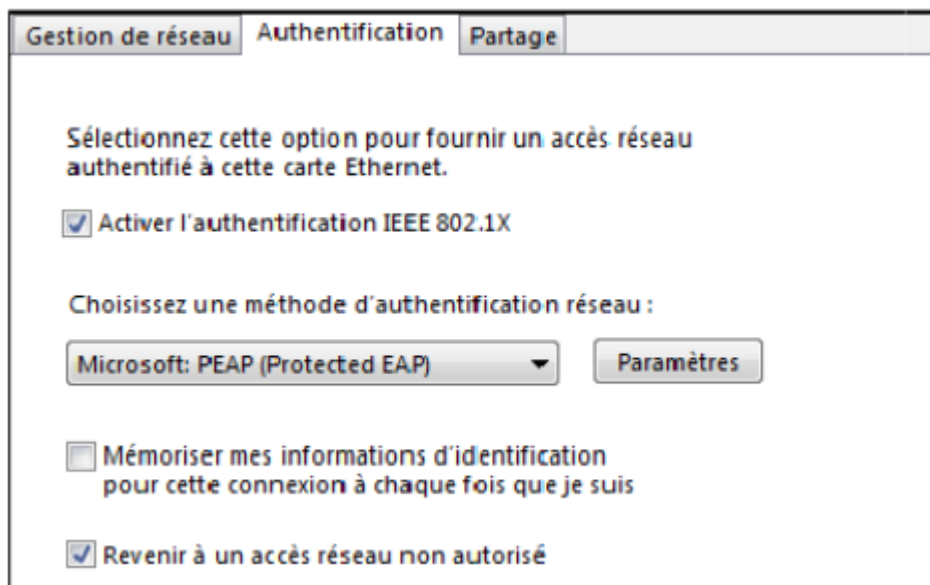 Gestion de réseau Authentification Partage
Sélectionnez cette option pour fournir un accès réseau
authentifié à cette carte Ethernet.
Activer l'authentification IEEE 802.1X
Choisissez une méthode d'authentification réseau :
Microsoft: PEAP (Protected EAP) Paramètres
Mémoriser mes informations d'identification
pour cette connexion à chaque fois que je suis
Revenir à un accès réseau non autorisé